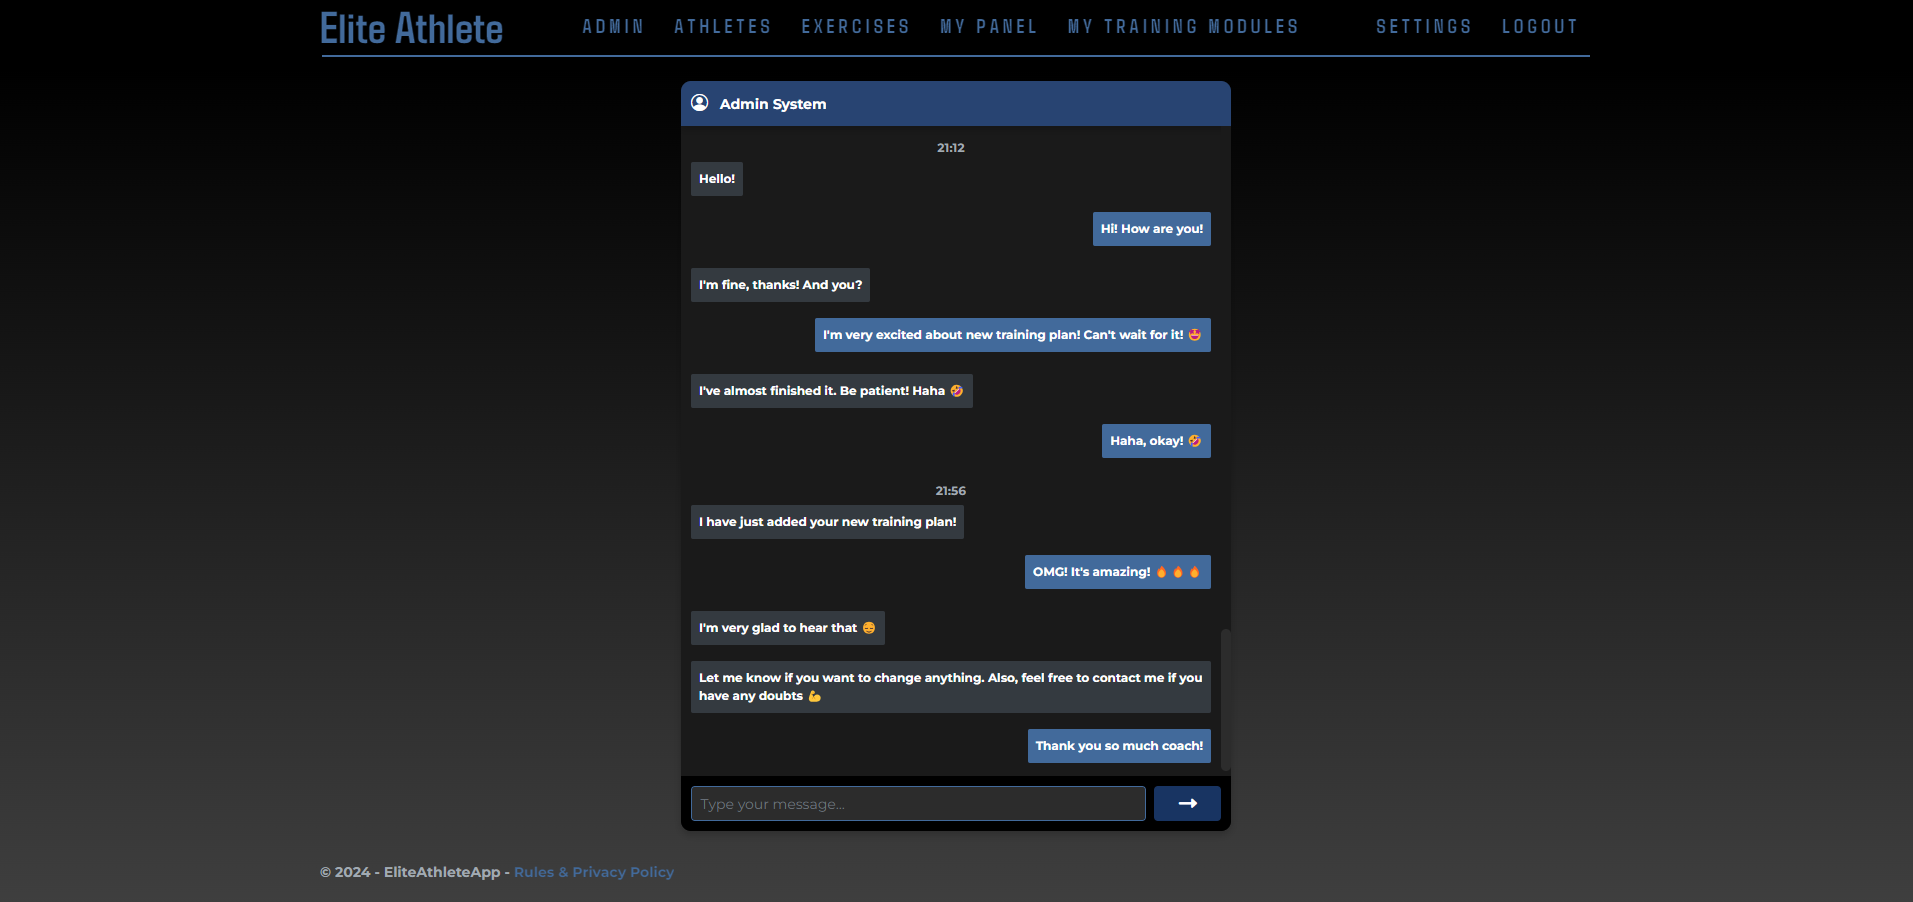 Elite Athlete
ADMIN ATHLETES EXERCISES MY PANEL MY TRAINING MODULES SETTINGS LOGOUT
Admin System
21:12
Hello!
Hi! How are you!
I'm fine, thanks! And you?
I'm very excited about new training plan! Can't wait for it! 🤩
I've almost finished it. Be patient! Haha 🤣
Haha, okay! 🤣
21:56
I have just added your new training plan!
OMG! It's amazing! 🔥 🔥 🔥
I'm very glad to hear that 😊
Let me know if you want to change anything. Also, feel free to contact me if you
have any doubts 💪
Thank you so much coach!
Type your message...
© 2024 - EliteAthleteApp - Rules & Privacy Policy